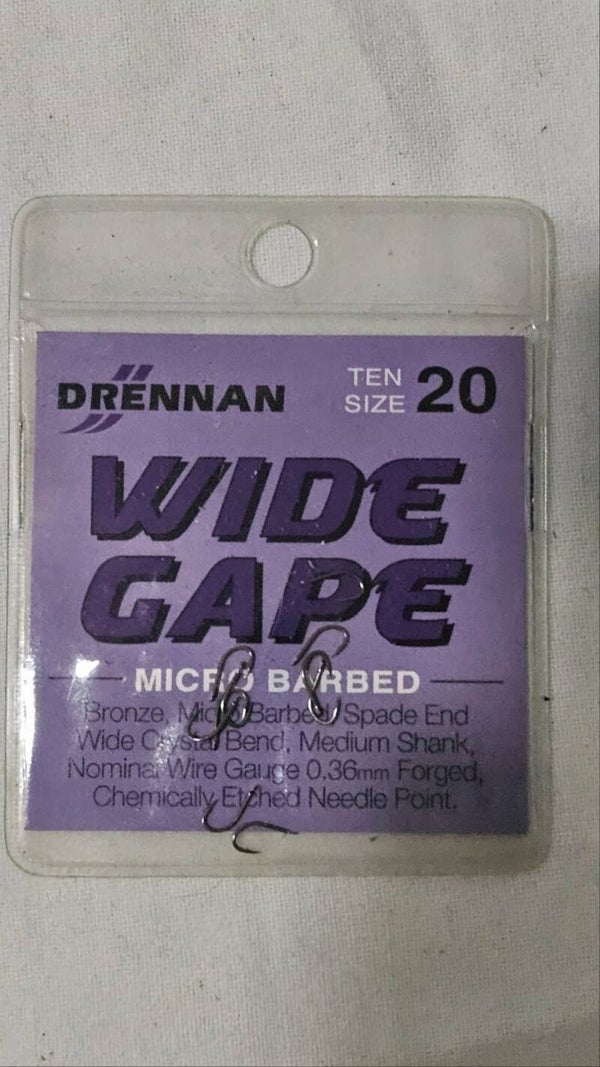 DRENNAN
TEN
SIZE 20
WIDE
GAPE
MICRO BARBED
Bronze, Micro Barbed, Spade End
Wide Crystal Bend, Medium Shank,
Nominal Wire Gauge 0.36mm Forged,
Chemically Etched Needle Point.